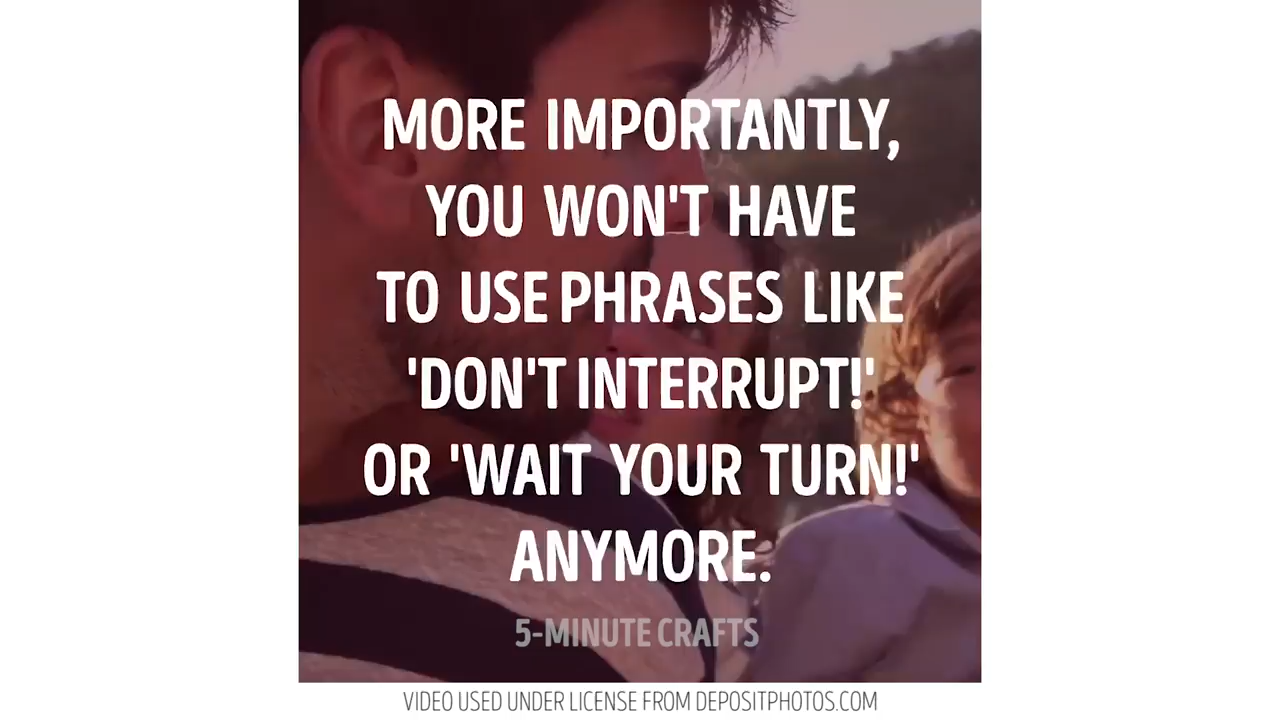 MORE IMPORTANTLY,
YOU WON'T HAVE
TO USE PHRASES LIKE
'DON'T INTERRUPT!'
OR 'WAIT YOUR TURN!'
ANYMORE.
5-MINUTE CRAFTS
VIDEO USED UNDER LICENSE FROM DEPOSITPHOTOS.COM